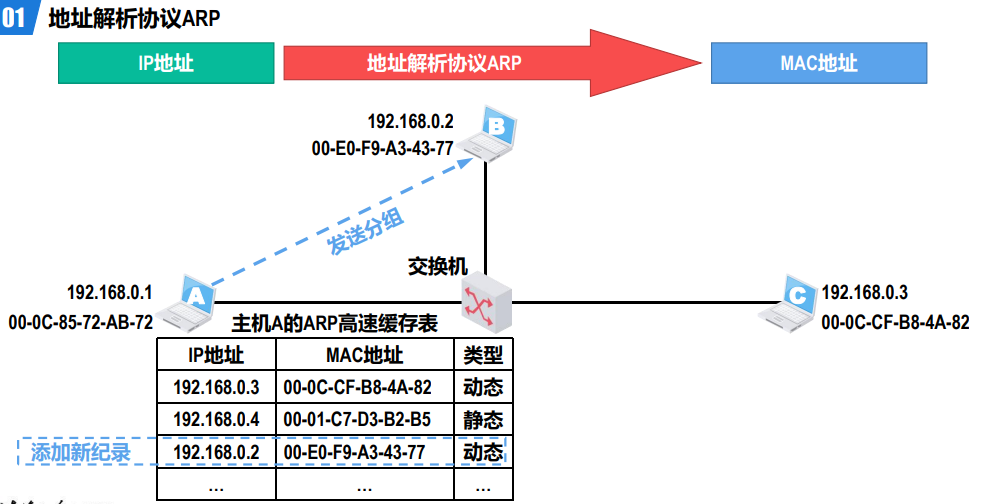 01 地址解析协议ARP
IP地址 地址解析协议ARP MAC地址
192.168.0.2
00-E0-F9-A3-43-77
B
发送分组
交换机
192.168.0.1
00-0C-85-72-AB-72
A
C
192.168.0.3
00-0C-CF-B8-4A-82
主机A的ARP高速缓存表
IP地址 MAC地址 类型
192.168.0.3 00-0C-CF-B8-4A-82 动态
192.168.0.4 00-01-C7-D3-B2-B5 静态
添加新纪录 192.168.0.2 00-E0-F9-A3-43-77 动态
... ... ...